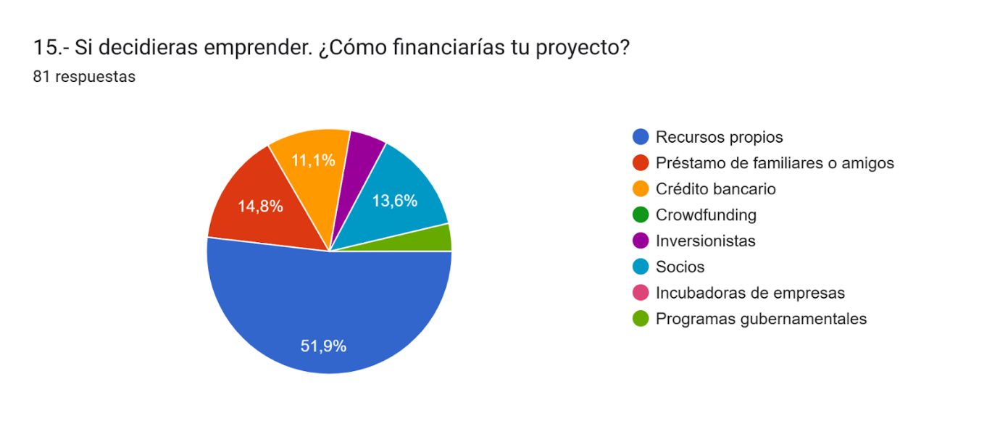 15.- Si decidieras emprender. ¿Cómo financiarías tu proyecto?
81 respuestas
11,1%
14,8%
13,6%
51,9%
Recursos propios
Préstamo de familiares o amigos
Crédito bancario
Crowdfunding
Inversionistas
Socios
Incubadoras de empresas
Programas gubernamentales